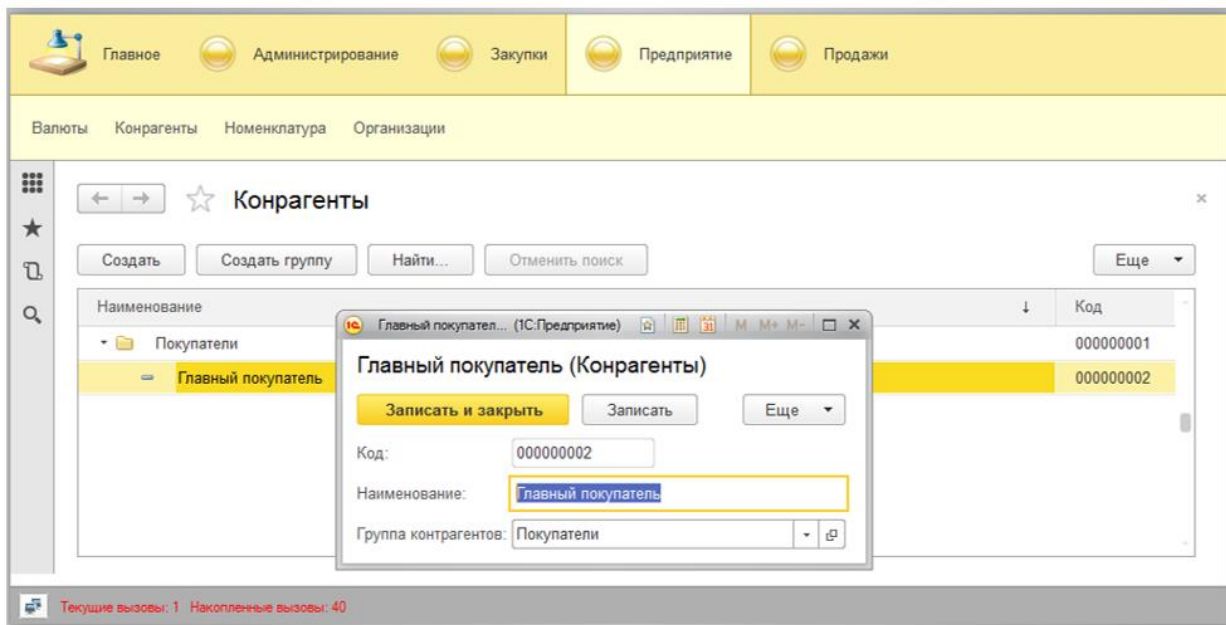 Главное Администрирование Закупки Предприятие Продажи
Валюты Конрагенты Номенклатура Организации
Конрагенты
Создать Создать группу Найти... Отменить поиск Еще
Наименование Код
Покупатели 000000001
Главный покупатель 000000002
1С Главный покупател... (1С:Предприятие) 31 M M+ M-
Главный покупатель (Конрагенты)
Записать и закрыть Записать Еще
Код: 000000002
Наименование: Главный покупатель
Группа контрагентов: Покупатели
Текущие вызовы: 1 Накопленные вызовы: 40